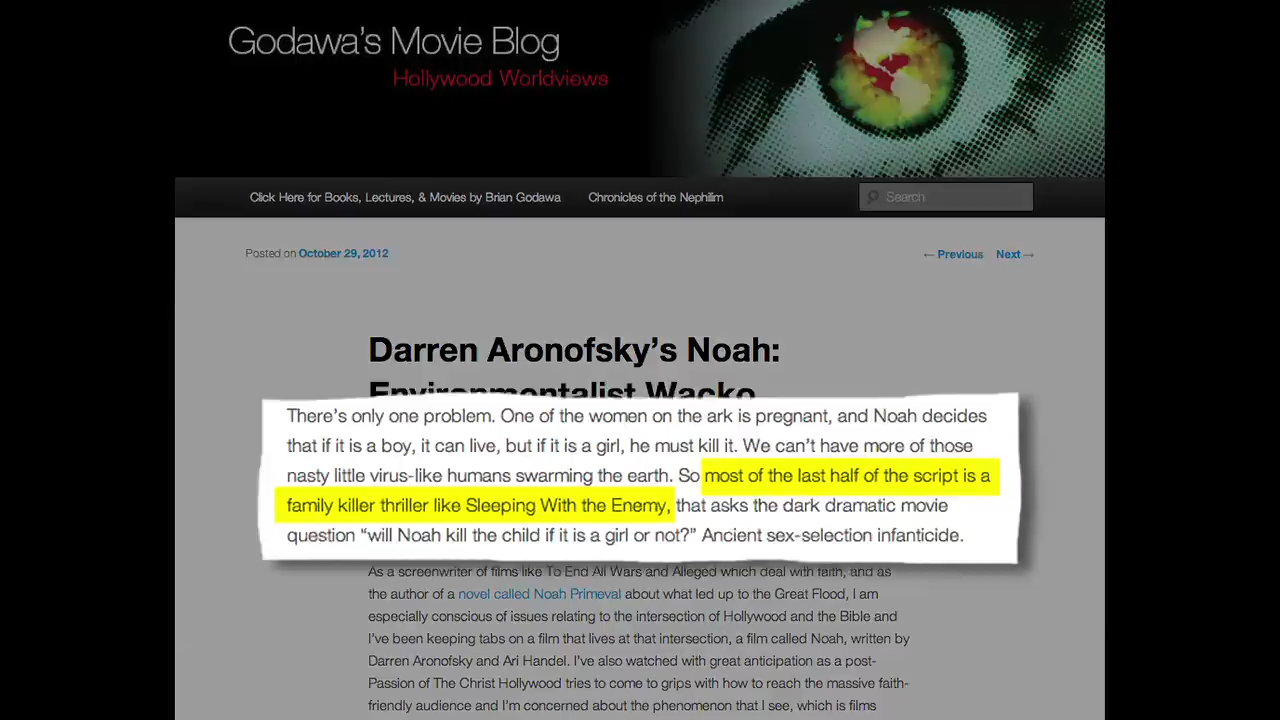 Godawa's Movie Blog
Hollywood Worldviews
Click Here for Books, Lectures, & Movies by Brian Godawa
Chronicles of the Nephilim
Search
Posted on October 29, 2012
← Previous Next →
Darren Aronofsky's Noah:
Environmentalist Wacko
There's only one problem. One of the women on the ark is pregnant, and Noah decides
that if it is a boy, it can live, but if it is a girl, he must kill it. We can't have more of those
nasty little virus-like humans swarming the earth. So most of the last half of the script is a
family killer thriller like Sleeping With the Enemy, that asks the dark dramatic movie
question “will Noah kill the child if it is a girl or not?” Ancient sex-selection infanticide.
As a screenwriter of films like To End All Wars and Alleged which deal with faith, and as
the author of a novel called Noah Primeval about what led up to the Great Flood, I am
especially conscious of issues relating to the intersection of Hollywood and the Bible and
I've been keeping tabs on a film that lives at that intersection, a film called Noah, written by
Darren Aronofsky and Ari Handel. I've also watched with great anticipation as a post-
Passion of The Christ Hollywood tries to come to grips with how to reach the massive faith-
friendly audience and I'm concerned about the phenomenon that I see, which is films